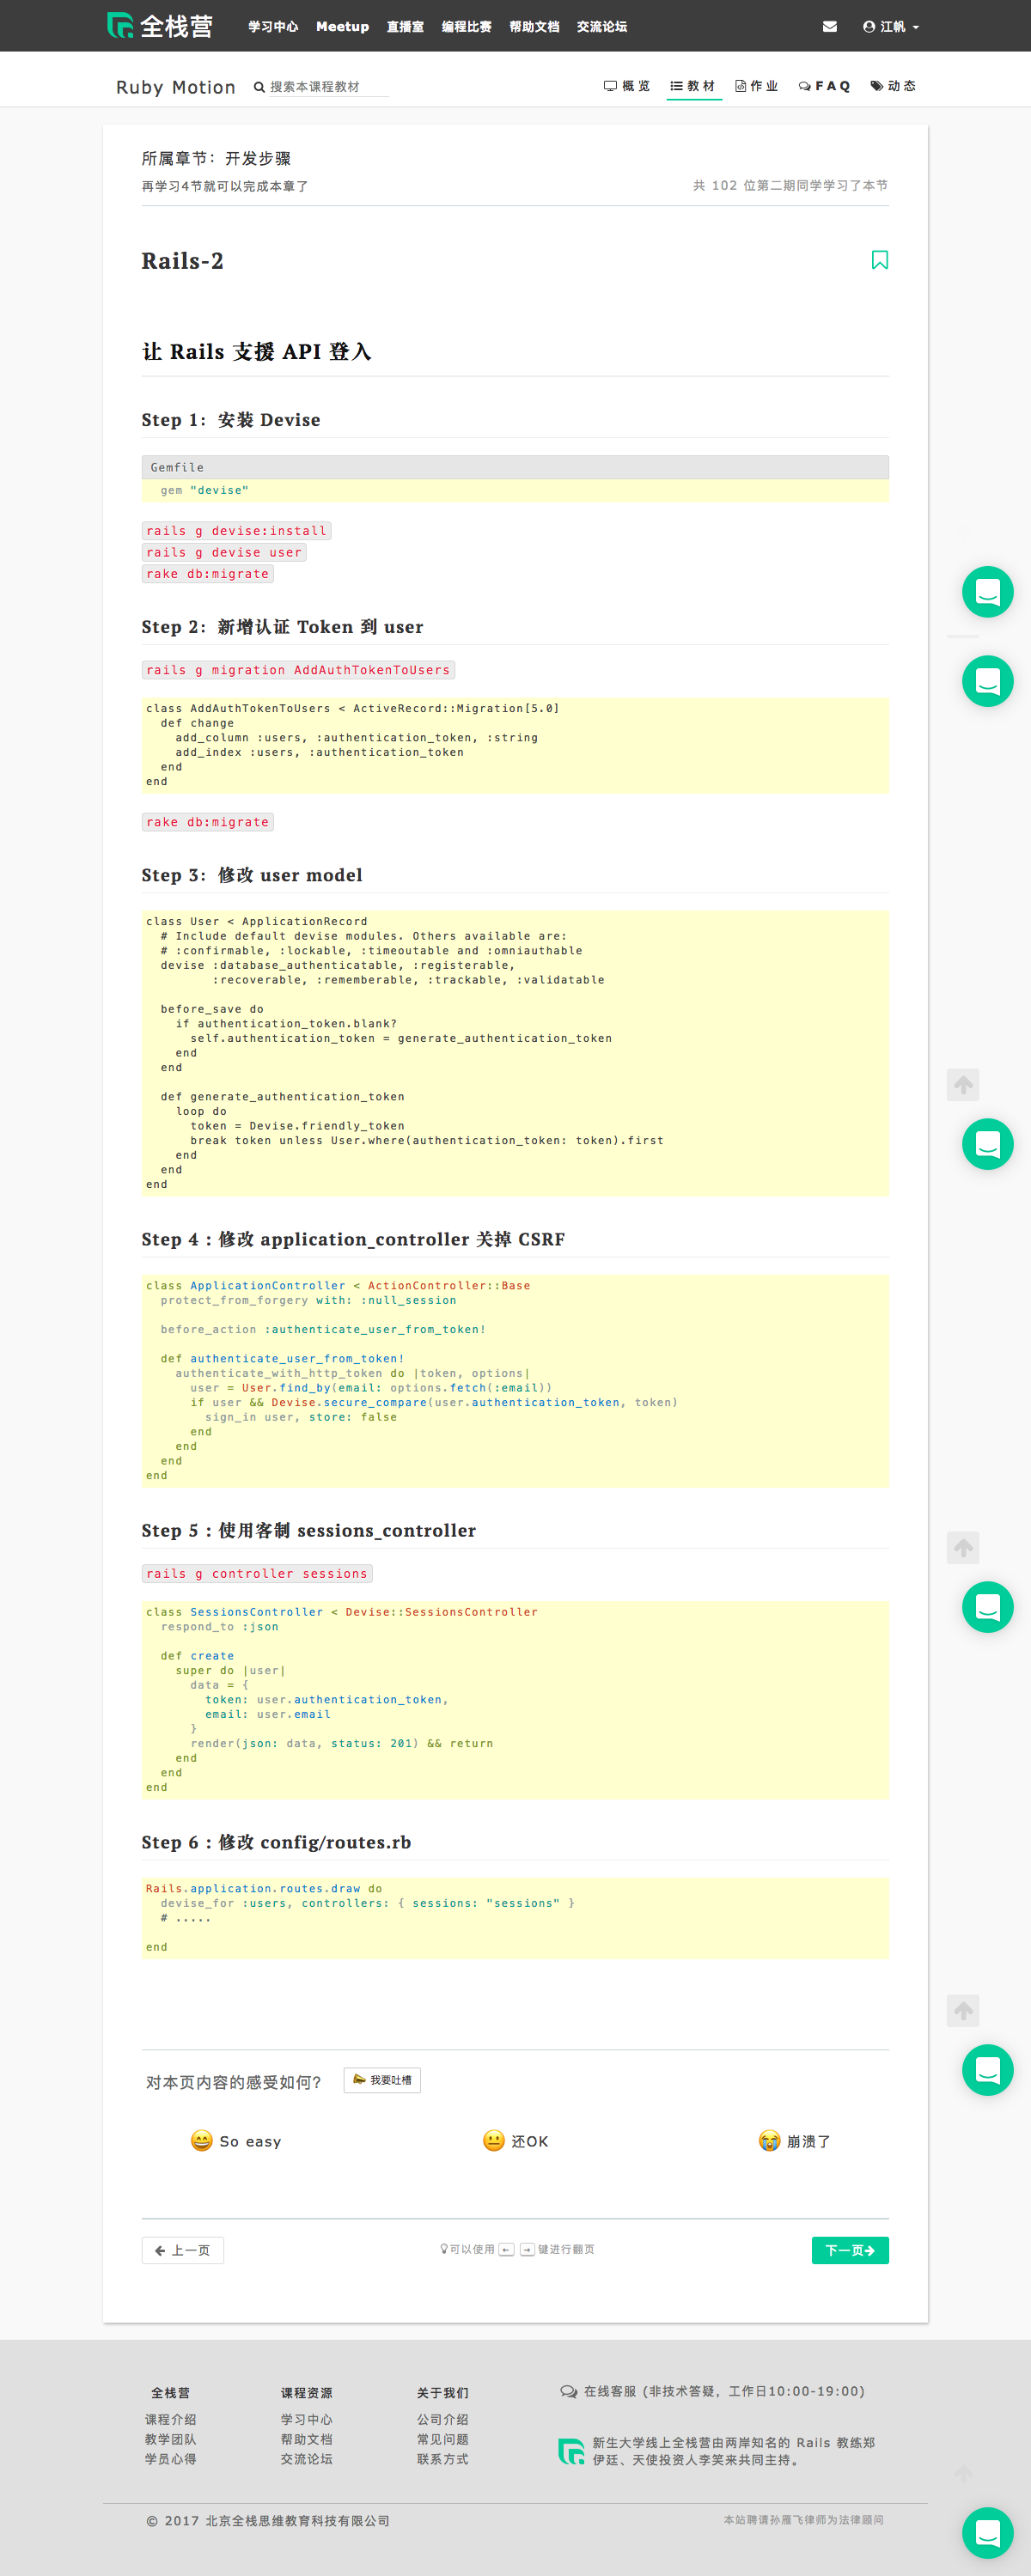 全栈营 学习中心 Meetup 直播室 编程比赛 帮助文档 交流论坛 江帆
Ruby Motion 搜索本课程教材 概览 教材 作业 FAQ 动态
所属章节：开发步骤
再学习4节就可以完成本章了 共 102 位第二期同学学习了本节
Rails-2
让 Rails 支援 API 登入
Step 1：安装 Devise
Gemfile
gem "devise"
rails g devise:install
rails g devise user
rake db:migrate
Step 2：新增认证 Token 到 user
rails g migration AddAuthTokenToUsers
class AddAuthTokenToUsers < ActiveRecord::Migration[5.0]
  def change
    add_column :users, :authentication_token, :string
    add_index :users, :authentication_token
  end
end
rake db:migrate
Step 3：修改 user model
class User < ApplicationRecord
  # Include default devise modules. Others available are:
  # :confirmable, :lockable, :timeoutable and :omniauthable
  devise :database_authenticatable, :registerable,
         :recoverable, :rememberable, :trackable, :validatable
  before_save do
    if authentication_token.blank?
      self.authentication_token = generate_authentication_token
    end
  end
  def generate_authentication_token
    loop do
      token = Devise.friendly_token
      break token unless User.where(authentication_token: token).first
    end
  end
end
Step 4 : 修改 application_controller 关掉 CSRF
class ApplicationController < ActionController::Base
  protect_from_forgery with: :null_session
  before_action :authenticate_user_from_token!
  def authenticate_user_from_token!
    authenticate_with_http_token do |token, options|
      user = User.find_by(email: options.fetch(:email))
      if user && Devise.secure_compare(user.authentication_token, token)
        sign_in user, store: false
      end
    end
  end
end
Step 5 : 使用客制 sessions_controller
rails g controller sessions
class SessionsController < Devise::SessionsController
  respond_to :json
  def create
    super do |user|
      data = {
        token: user.authentication_token,
        email: user.email
      }
      render(json: data, status: 201) && return
    end
  end
end
Step 6 : 修改 config/routes.rb
Rails.application.routes.draw do
  devise_for :users, controllers: { sessions: "sessions" }
  # .....
end
对本页内容的感受如何？ 我要吐槽
So easy 还OK 崩溃了
上一页 可以使用 ← → 键进行翻页 下一页
全栈营 课程资源 关于我们 在线客服 (非技术答疑，工作日10:00-19:00)
课程介绍 学习中心 公司介绍
教学团队 帮助文档 常见问题 新生大学线上全栈营由两岸知名的 Rails 教练郑
学员心得 交流论坛 联系方式 伊廷、天使投资人李笑来共同主持。
© 2017 北京全栈思维教育科技有限公司 本站聘请孙雁飞律师为法律顾问